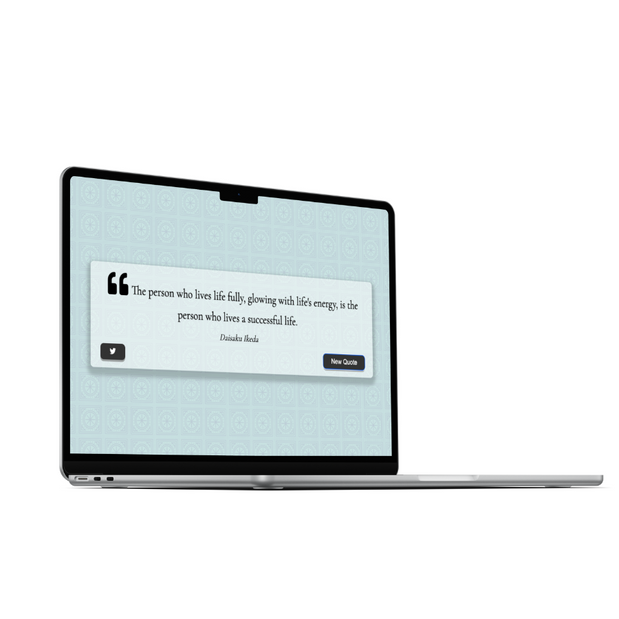 The person who lives life fully, glowing with life's energy, is the
person who lives a successful life.
Daisaku Ikeda
New Quote